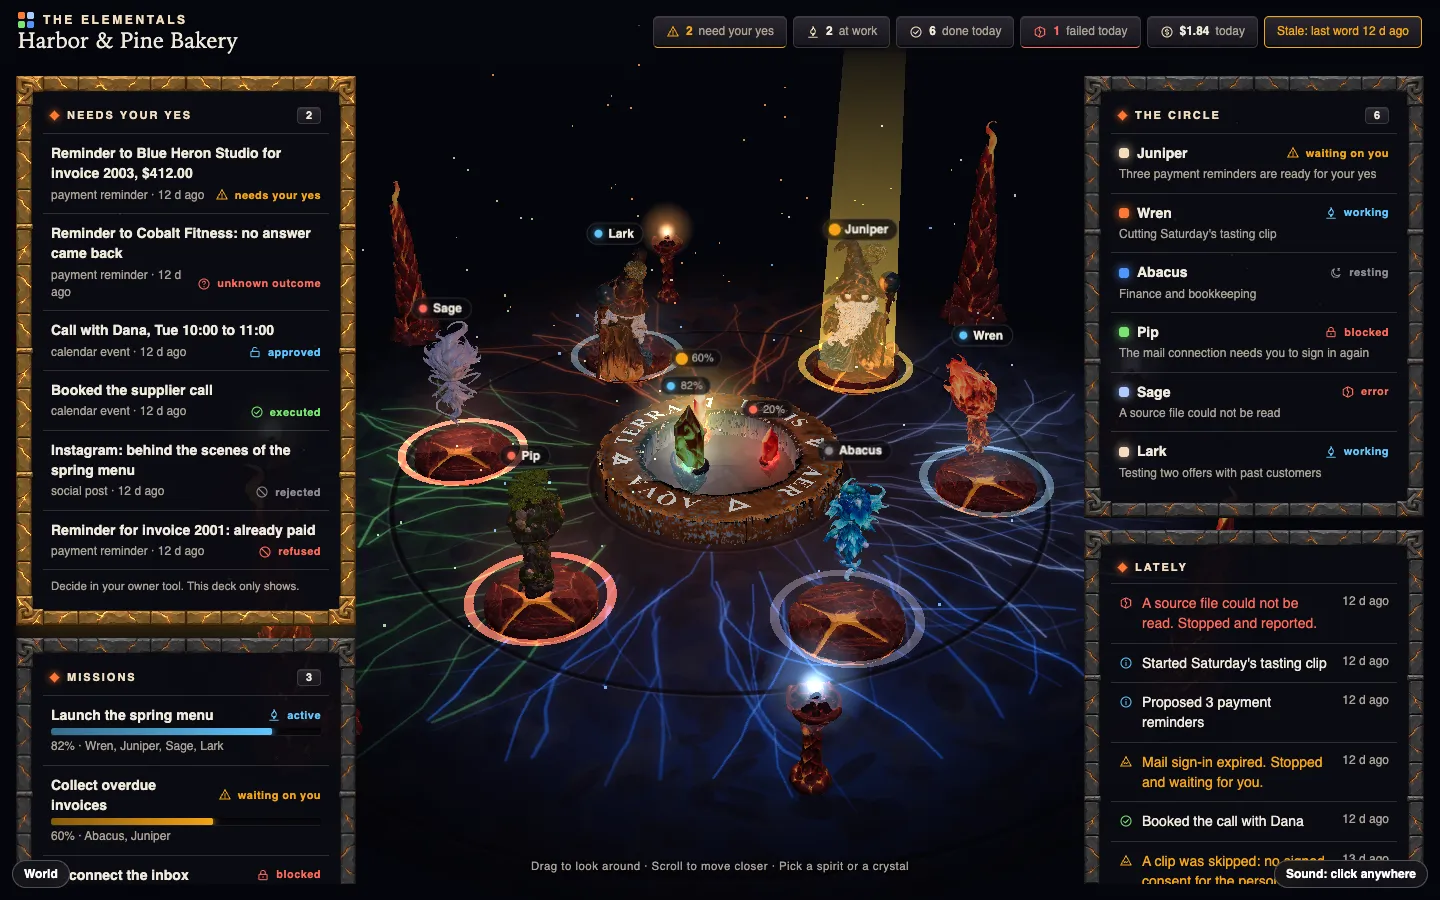 THE ELEMENTALS
Harbor & Pine Bakery
2 need your yes
2 at work
6 done today
1 failed today
$1.84 today
Stale: last word 12 d ago
NEEDS YOUR YES
2
Reminder to Blue Heron Studio for
invoice 2003, $412.00
payment reminder · 12 d ago
needs your yes
Reminder to Cobalt Fitness: no answer
came back
payment reminder · 12 d
ago
unknown outcome
Call with Dana, Tue 10:00 to 11:00
calendar event · 12 d ago
approved
Booked the supplier call
calendar event · 12 d ago
executed
Instagram: behind the scenes of the
spring menu
social post · 12 d ago
rejected
Reminder for invoice 2001: already paid
payment reminder · 12 d ago
refused
Decide in your owner tool. This deck only shows.
MISSIONS
3
Launch the spring menu
active
82% · Wren, Juniper, Sage, Lark
Collect overdue
invoices
waiting on you
60% · Abacus, Juniper
connect the inbox
blocked
World
Lark
Juniper
Sage
Wren
60%
82%
20%
Abacus
Pip
TERRA
AER
AQVA
Drag to look around · Scroll to move closer · Pick a spirit or a crystal
THE CIRCLE
6
Juniper
waiting on you
Three payment reminders are ready for your yes
Wren
working
Cutting Saturday's tasting clip
Abacus
resting
Finance and bookkeeping
Pip
blocked
The mail connection needs you to sign in again
Sage
error
A source file could not be read
Lark
working
Testing two offers with past customers
LATELY
A source file could not be
read. Stopped and reported.
12 d ago
Started Saturday's tasting clip
12 d ago
Proposed 3 payment
reminders
12 d ago
Mail sign-in expired. Stopped
and waiting for you.
12 d ago
Booked the call with Dana
12 d ago
A clip was skipped: no signed
13 d ago
consent for the person
Sound: click anywhere